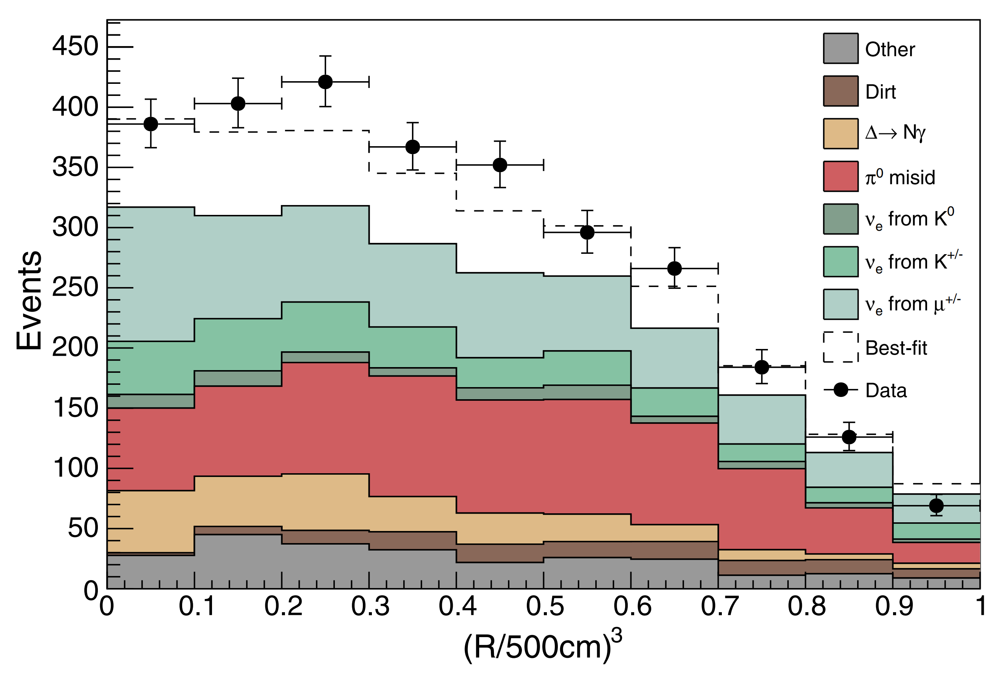 Events
450
400
350
300
250
200
150
100
50
0
0 0.1 0.2 0.3 0.4 0.5 0.6 0.7 0.8 0.9 1
(R/500cm)³
Other
Dirt
Δ→ Nγ
π⁰ misid
νₑ from K⁰
νₑ from K⁺/⁻
νₑ from μ⁺/⁻
Best-fit
Data